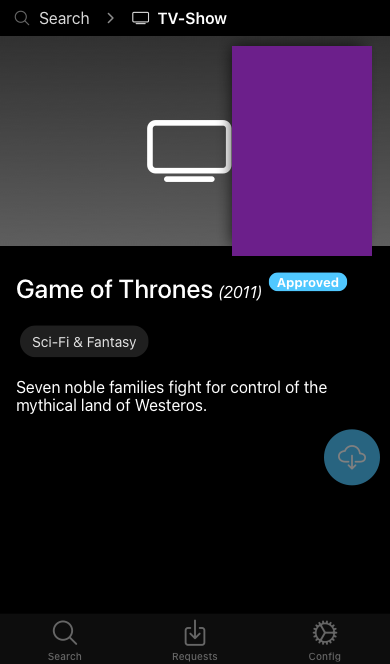 Search
TV-Show
Game of Thrones (2011) Approved
Sci-Fi & Fantasy
Seven noble families fight for control of the
mythical land of Westeros.
Search
Requests
Config